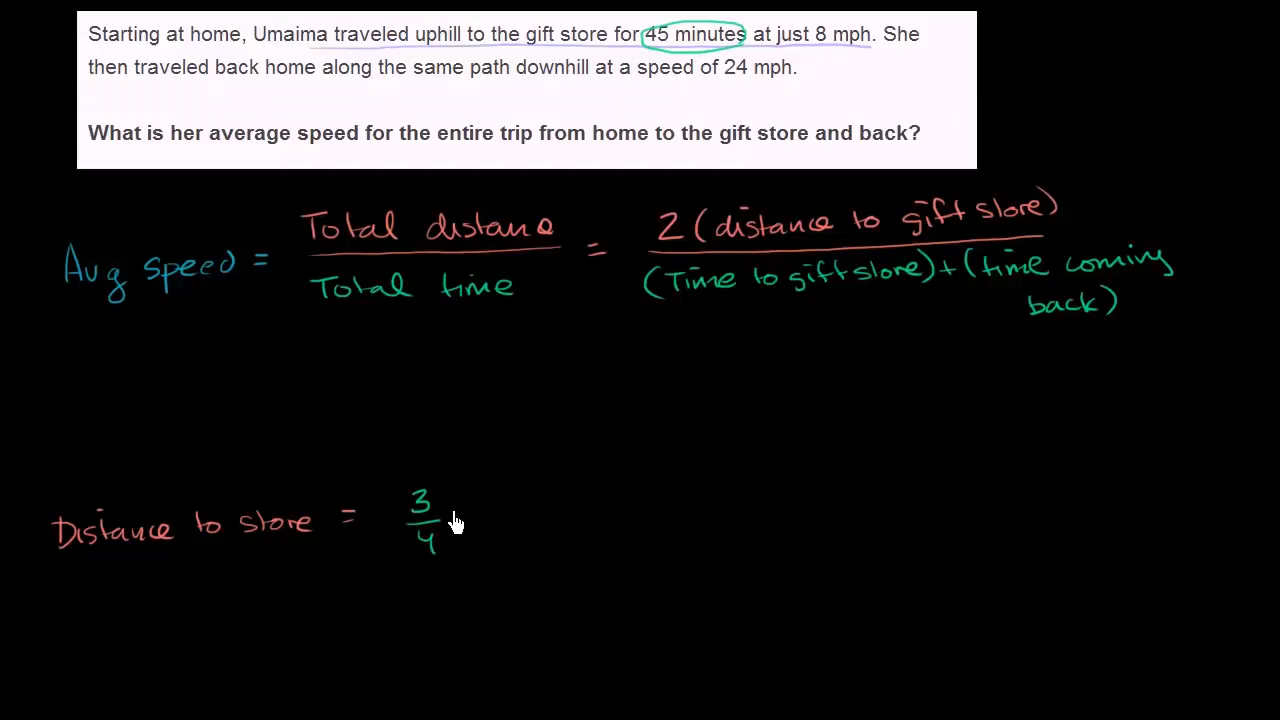 Starting at home, Umaima traveled uphill to the gift store for 45 minutes at just 8 mph. She
then traveled back home along the same path downhill at a speed of 24 mph.
What is her average speed for the entire trip from home to the gift store and back?
Avg speed = Total distance / Total time = 2 (distance to gift store) / (Time to gift store) + (time coming
back)
Distance to store = 3/4